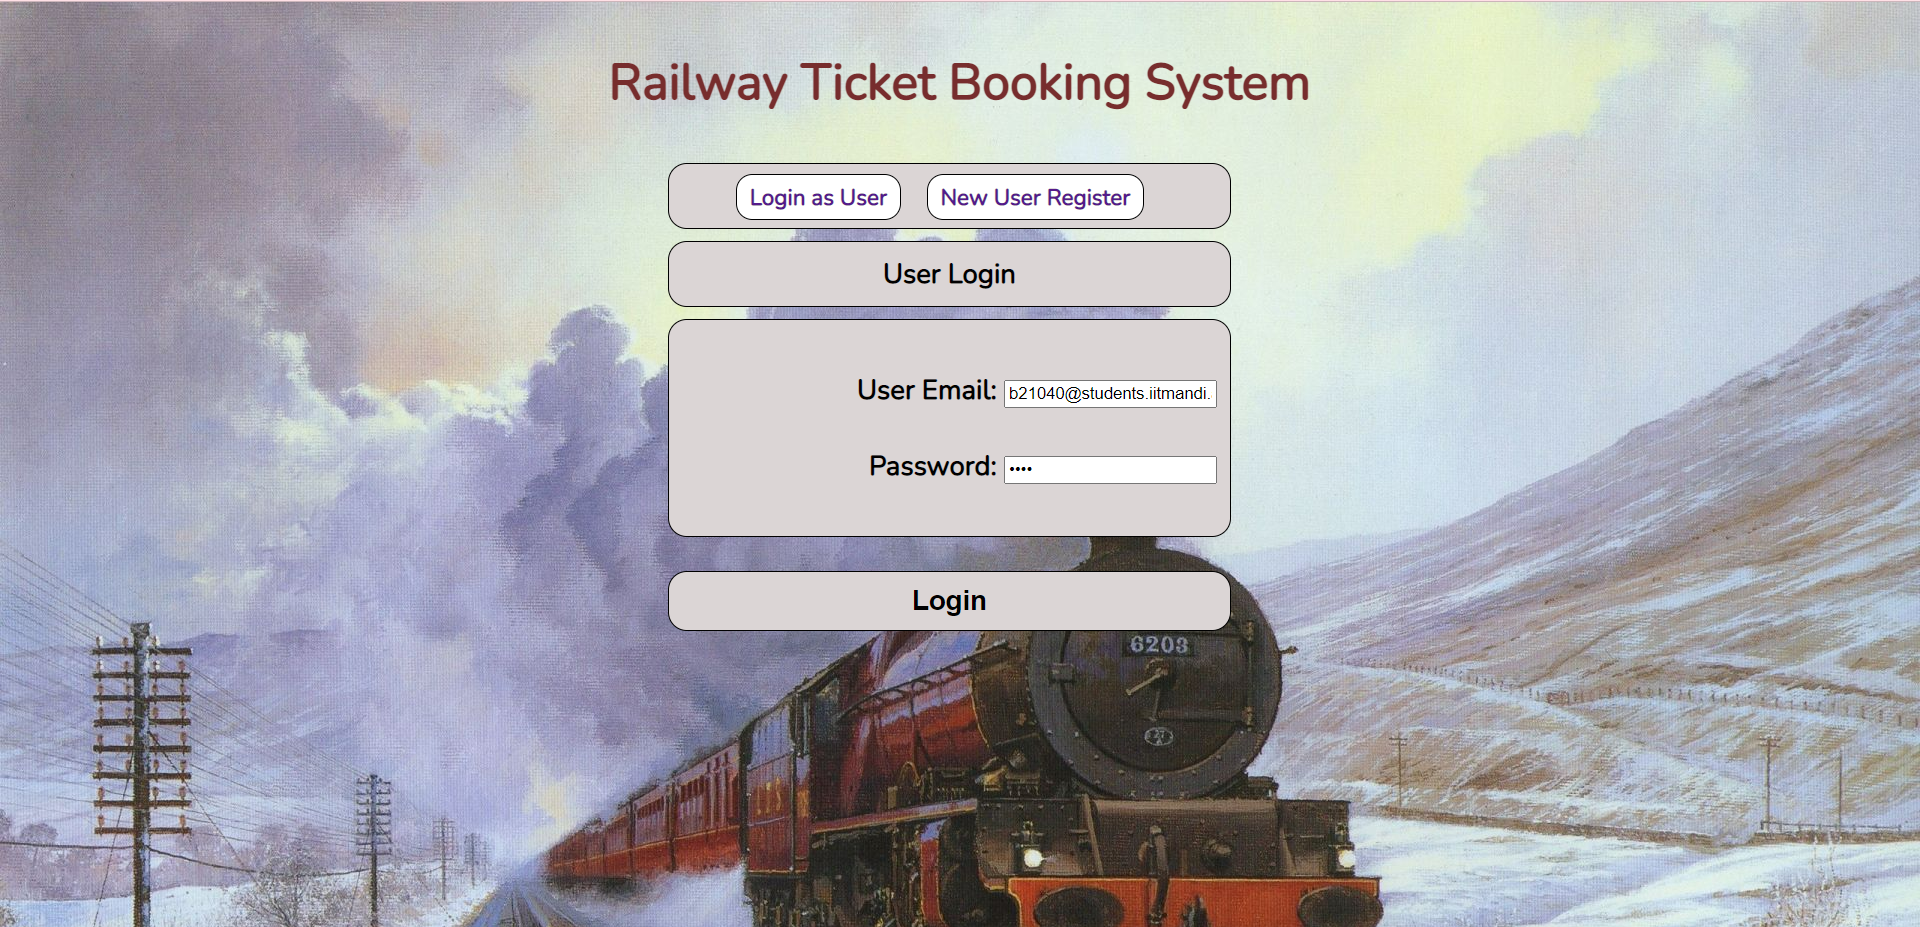 Railway Ticket Booking System
Login as User New User Register
User Login
User Email: b21040@students.iitmandi.
Password: ••••
Login
6203